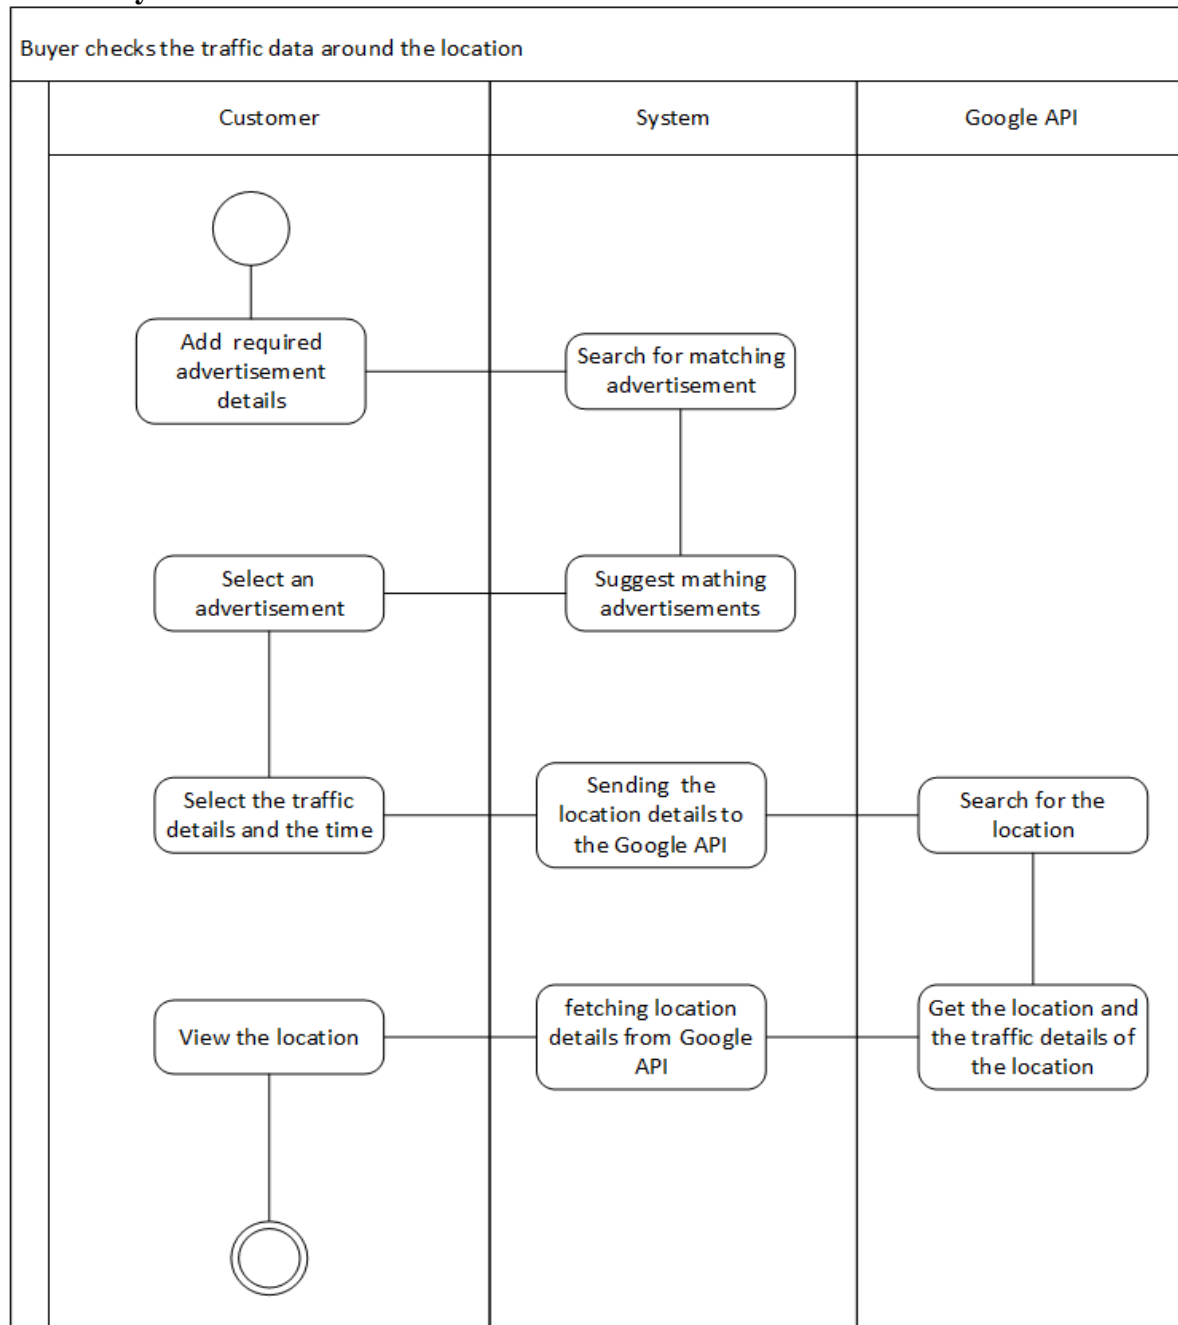 Buyer checks the traffic data around the location
Customer
System
Google API
Add required
advertisement
details
Search for matching
advertisement
Select an
advertisement
Suggest mathing
advertisements
Select the traffic
details and the time
Sending the
location details to
the Google API
Search for the
location
View the location
fetching location
details from Google
API
Get the location and
the traffic details of
the location